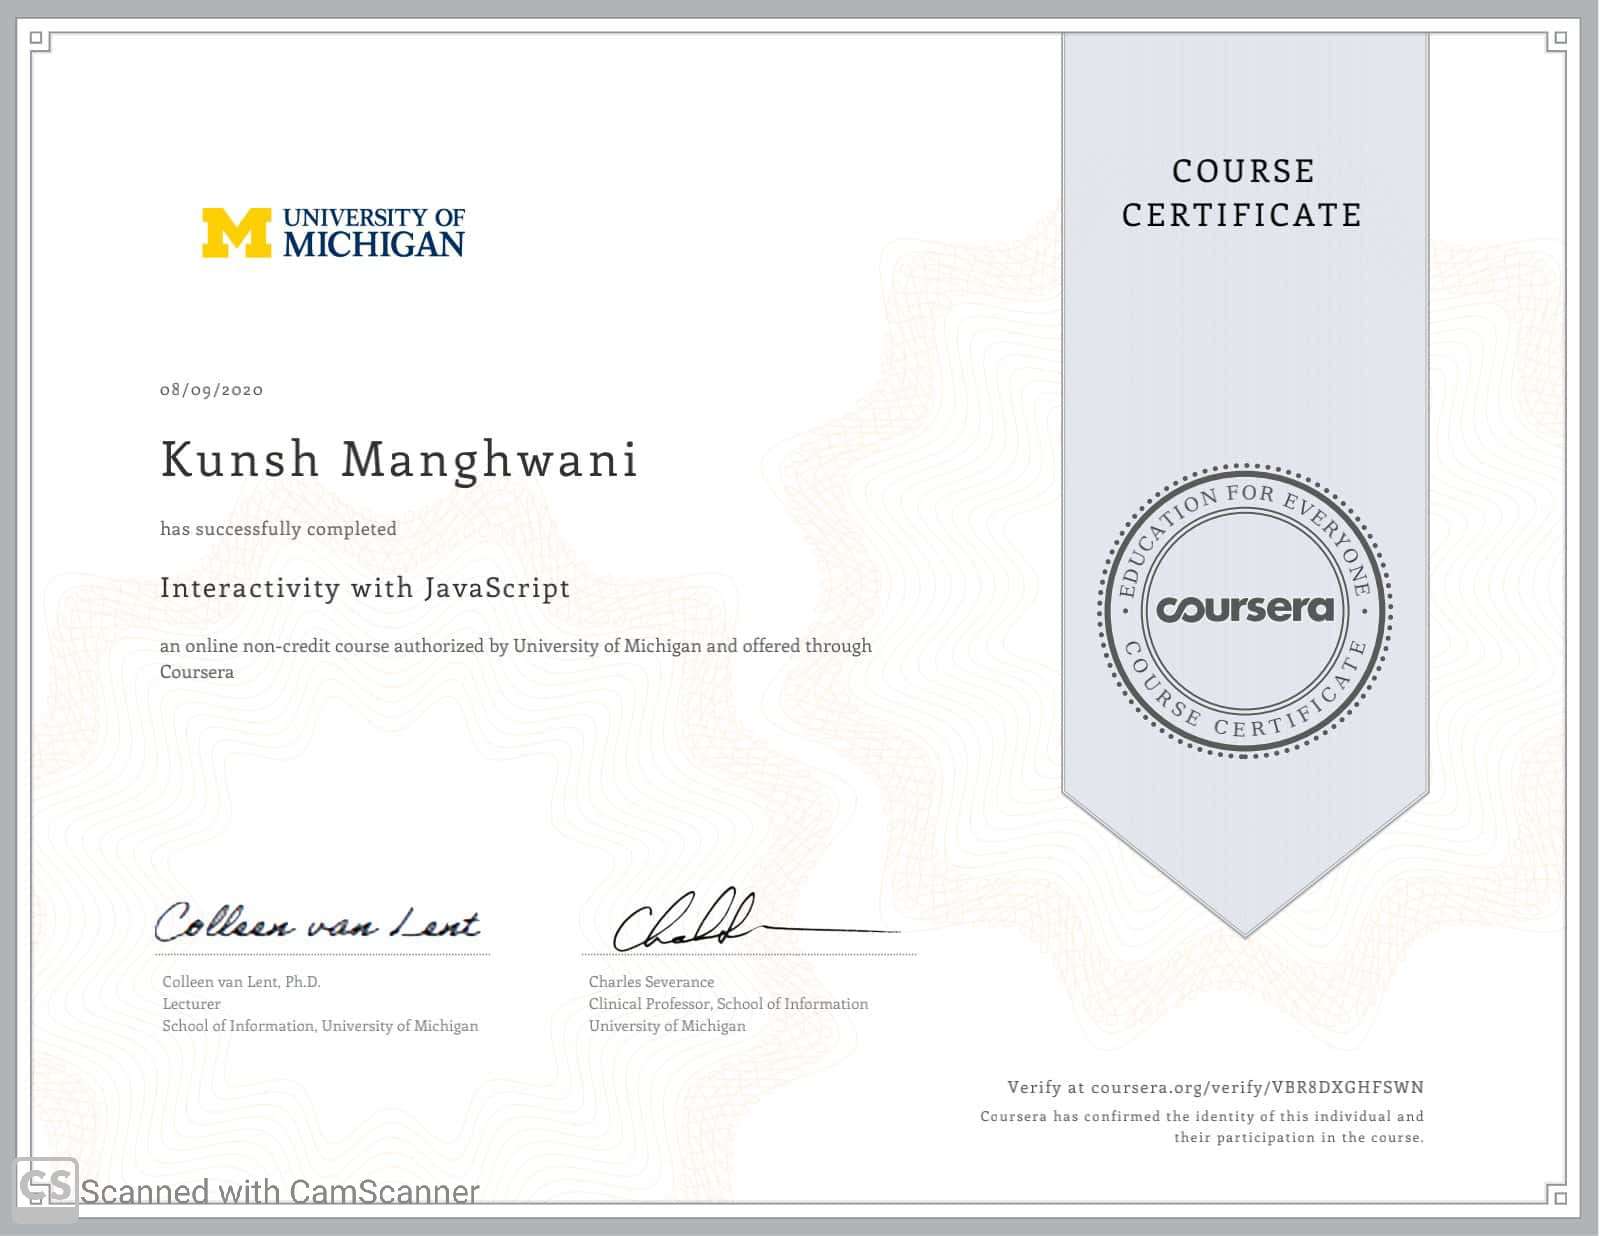 UNIVERSITY OF
MICHIGAN
COURSE
CERTIFICATE
08/09/2020
Kunsh Manghwani
has successfully completed
Interactivity with JavaScript
an online non-credit course authorized by University of Michigan and offered through
Coursera
EDUCATION FOR EVERYONE
coursera
COURSE CERTIFICATE
Colleen van Lent
Colleen van Lent, Ph.D.
Lecturer
School of Information, University of Michigan
Charles Severance
Clinical Professor, School of Information
University of Michigan
Verify at coursera.org/verify/VBR8DXGHFSWN
Coursera has confirmed the identity of this individual and
their participation in the course.
CS Scanned with CamScanner